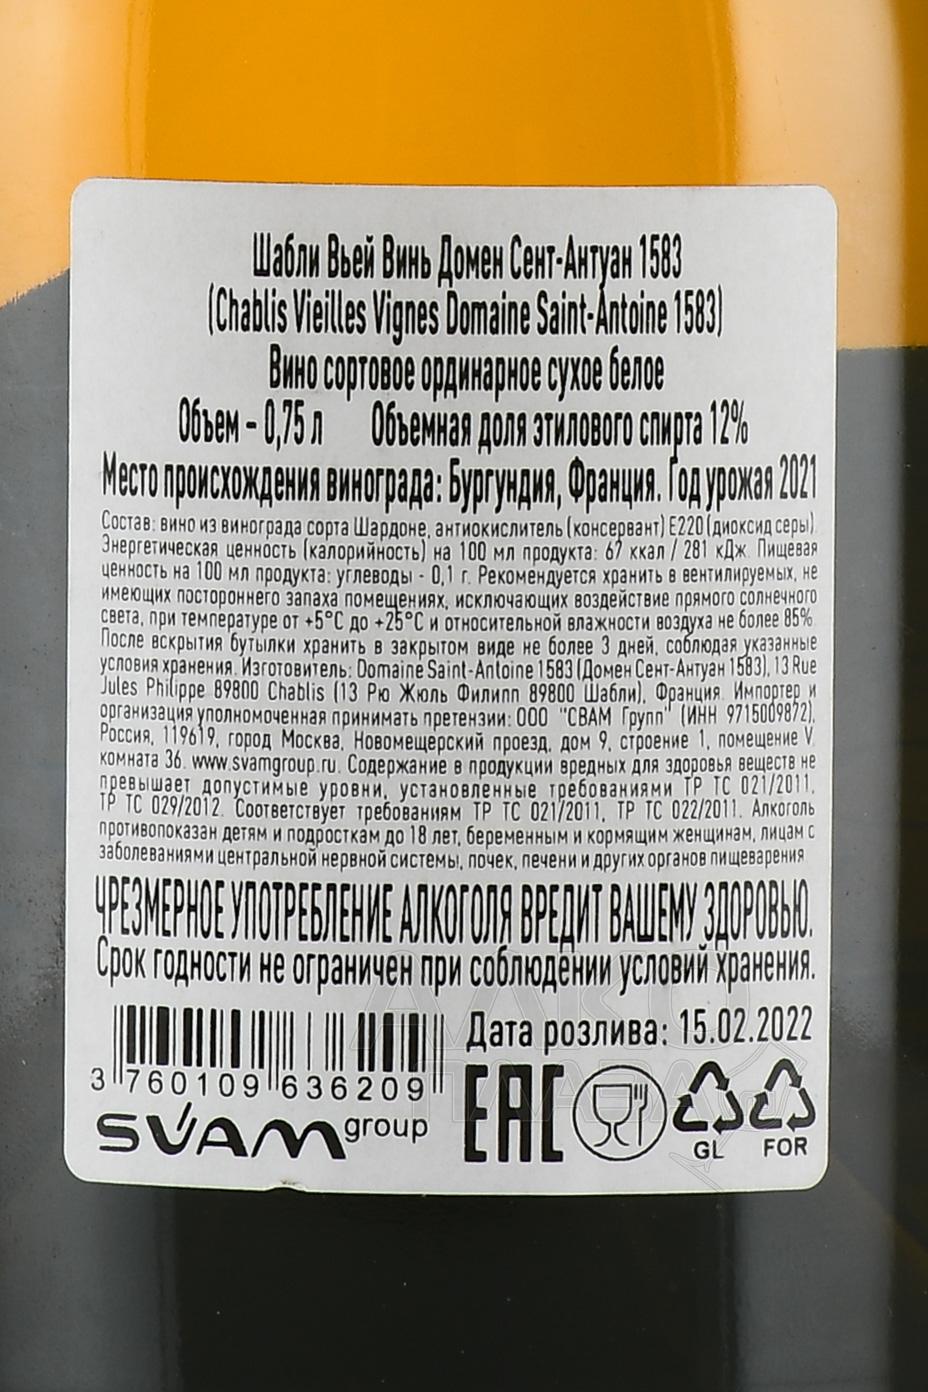 Шабли Вьей Винь Домен Сент-Антуан 1583
(Chablis Vieilles Vignes Domaine Saint-Antoine 1583)
Вино сортовое ординарное сухое белое
Объем – 0,75 л Объемная доля этилового спирта 12%
Место происхождения винограда: Бургундия, Франция. Год урожая 2021
Состав: вино из винограда сорта Шардоне, антиокислитель (консервант) Е220 (диоксид серы).
Энергетическая ценность (калорийность) на 100 мл продукта: 67 ккал / 281 кДж. Пищевая
ценность на 100 мл продукта: углеводы - 0,1 г. Рекомендуется хранить в вентилируемых, не
имеющих постороннего запаха помещениях, исключающих воздействие прямого солнечного
света, при температуре от +5°С до +25°С и относительной влажности воздуха не более 85%.
После вскрытия бутылки хранить в закрытом виде не более 3 дней, соблюдая указанные
условия хранения. Изготовитель: Domaine Saint-Antoine 1583 (Домен Сент-Антуан 1583), 13 Rue
Jules Philippe 89800 Chablis (13 Рю Жюль Филипп 89800 Шабли), Франция. Импортер и
организация уполномоченная принимать претензии: ООО "СВАМ Групп" (ИНН 9715009872),
Россия, 119619, город Москва, Новомещерский проезд, дом 9, строение 1, помещение V,
комната 36. www.svamgroup.ru. Содержание в продукции вредных для здоровья веществ не
превышает допустимые уровни, установленные требованиями ТР ТС 021/2011,
ТР ТС 029/2012. Соответствует требованиям ТР ТС 021/2011, ТР ТС 022/2011. Алкоголь
противопоказан детям и подросткам до 18 лет, беременным и кормящим женщинам, лицам с
заболеваниями центральной нервной системы, почек, печени и других органов пищеварения
ЧРЕЗМЕРНОЕ УПОТРЕБЛЕНИЕ АЛКОГОЛЯ ВРЕДИТ ВАШЕМУ ЗДОРОВЬЮ.
Срок годности не ограничен при соблюдении условий хранения.
Дата розлива: 15.02.2022
3 760109 636209
SVAM group
EAC
GL FOR
АЛКО
ПЛАЗА